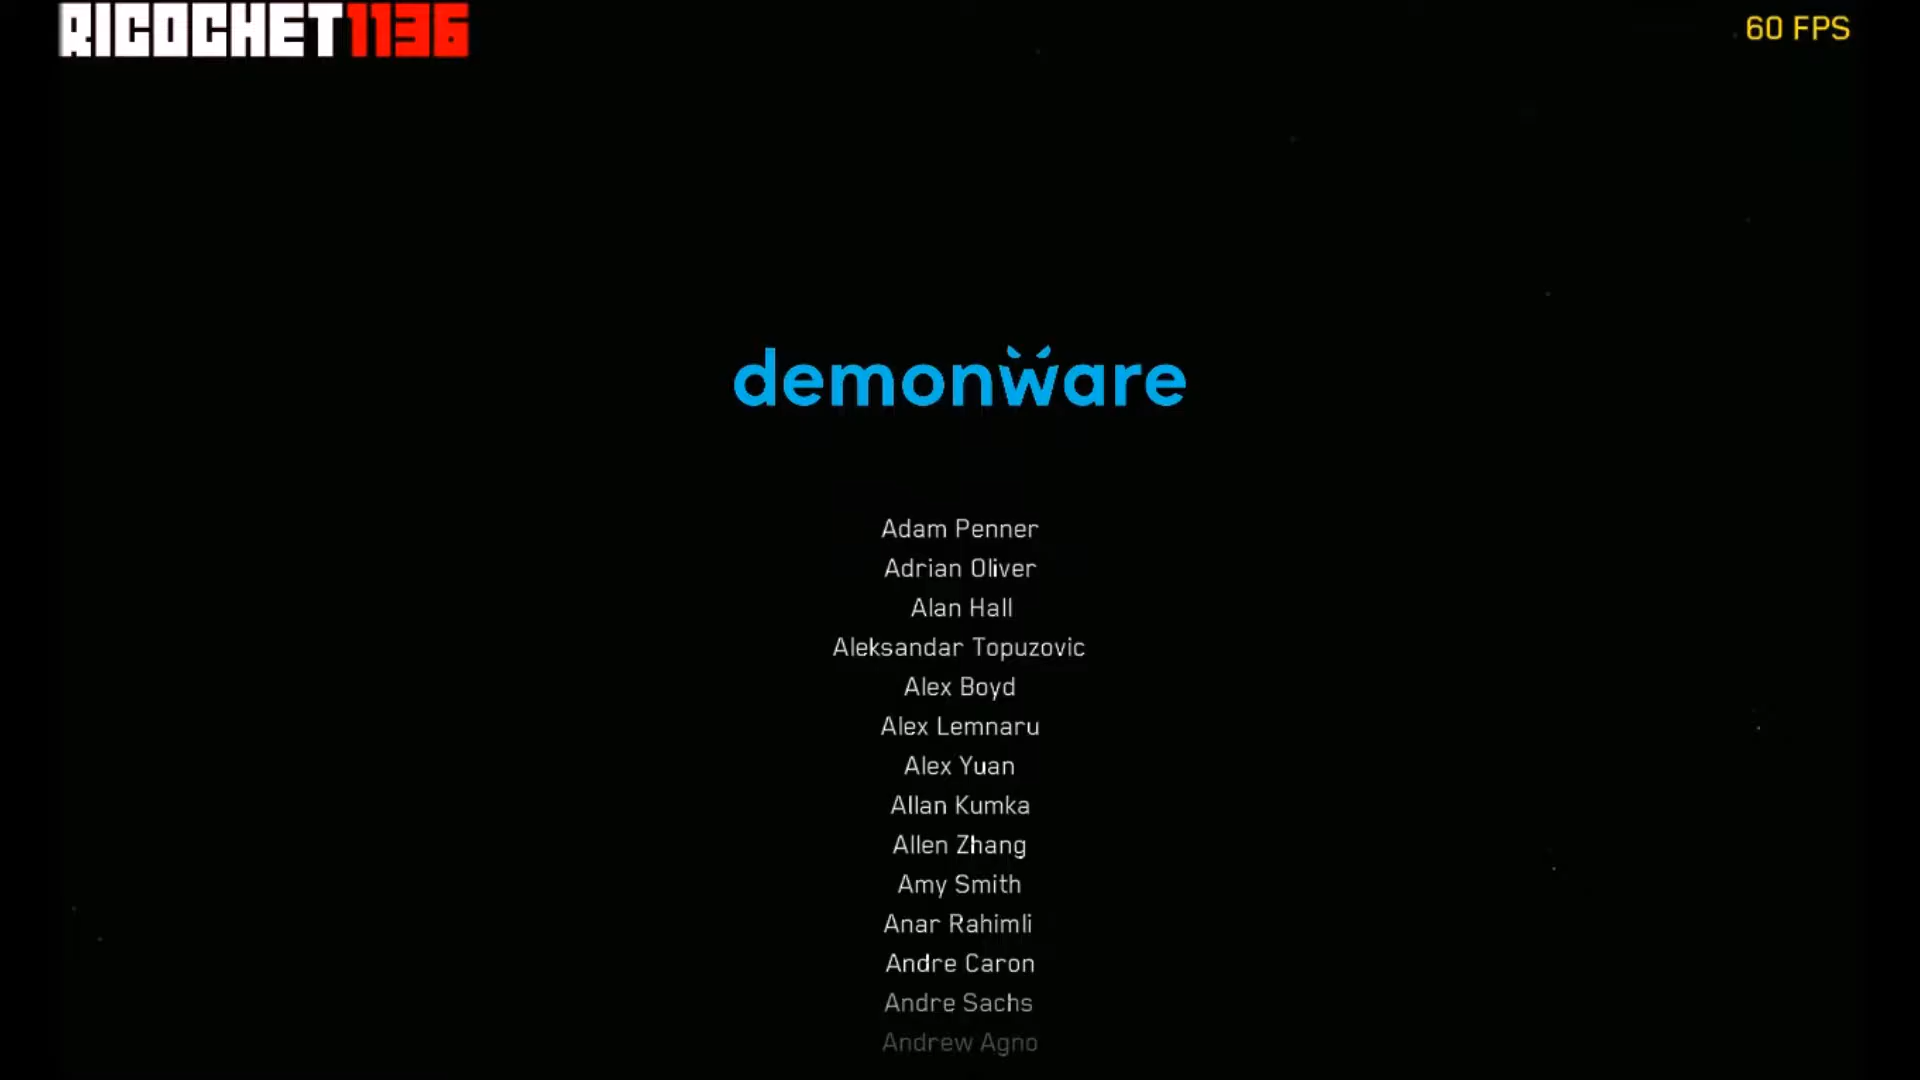 RICOCHET1136
60 FPS
demonware
Adam Penner
Adrian Oliver
Alan Hall
Aleksandar Topuzovic
Alex Boyd
Alex Lemnaru
Alex Yuan
Allan Kumka
Allen Zhang
Amy Smith
Anar Rahimli
Andre Caron
Andre Sachs
Andrew Agno